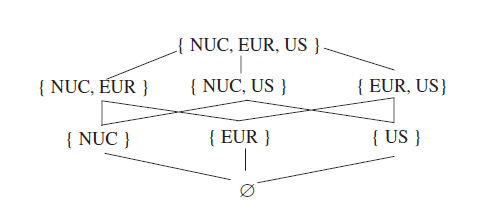 { NUC, EUR, US }
{ NUC, EUR } { NUC, US } { EUR, US}
{ NUC } { EUR } { US }
∅